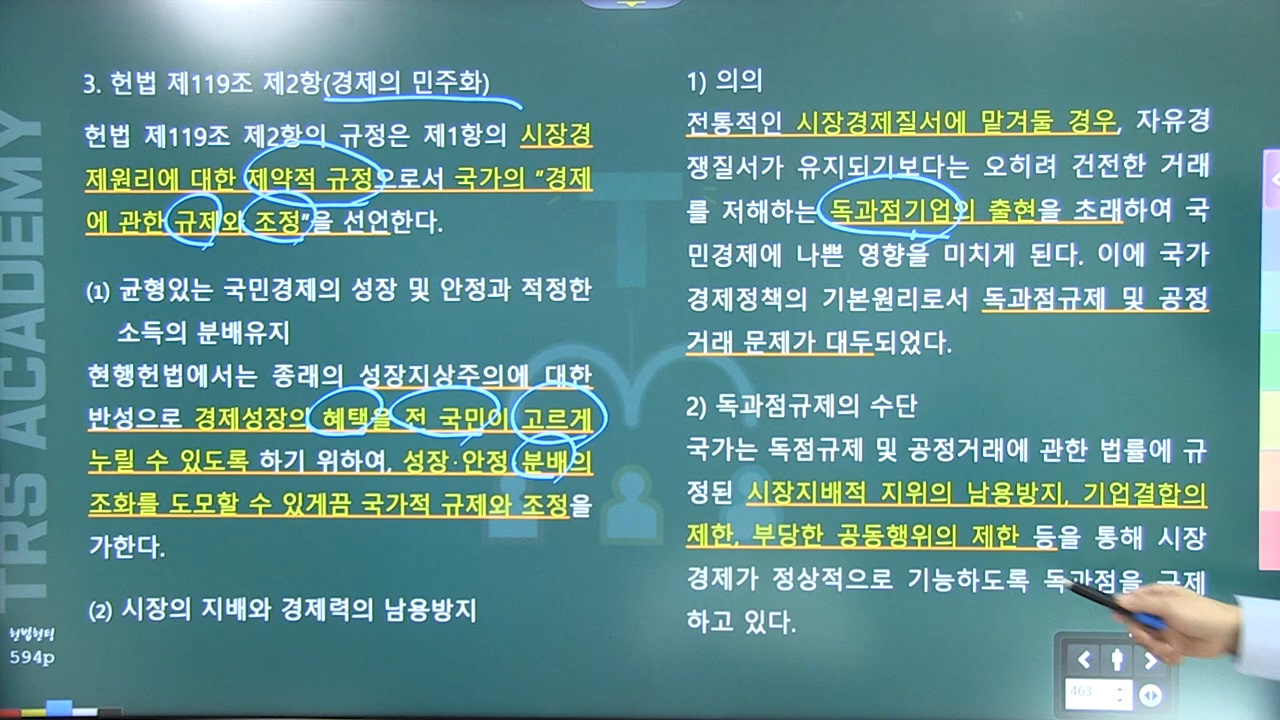 3. 헌법 제119조 제2항(경제의 민주화)
헌법 제119조 제2항의 규정은 제1항의 시장경
제원리에 대한 제약적 규정으로서 국가의 “경제
에 관한 규제와 조정”을 선언한다.
(1) 균형있는 국민경제의 성장 및 안정과 적정한
소득의 분배유지
현행헌법에서는 종래의 성장지상주의에 대한
반성으로 경제성장의 혜택을 전 국민이 고르게
누릴 수 있도록 하기 위하여, 성장·안정·분배의
조화를 도모할 수 있게끔 국가적 규제와 조정을
가한다.
(2) 시장의 지배와 경제력의 남용방지
1) 의의
전통적인 시장경제질서에 맡겨둘 경우, 자유경
쟁질서가 유지되기보다는 오히려 건전한 거래
를 저해하는 독과점기업의 출현을 초래하여 국
민경제에 나쁜 영향을 미치게 된다. 이에 국가
경제정책의 기본원리로서 독과점규제 및 공정
거래 문제가 대두되었다.
2) 독과점규제의 수단
국가는 독점규제 및 공정거래에 관한 법률에 규
정된 시장지배적 지위의 남용방지, 기업결합의
제한, 부당한 공동행위의 제한 등을 통해 시장
경제가 정상적으로 기능하도록 독과점을 규제
하고 있다.
TRS ACADEMY
594p
463